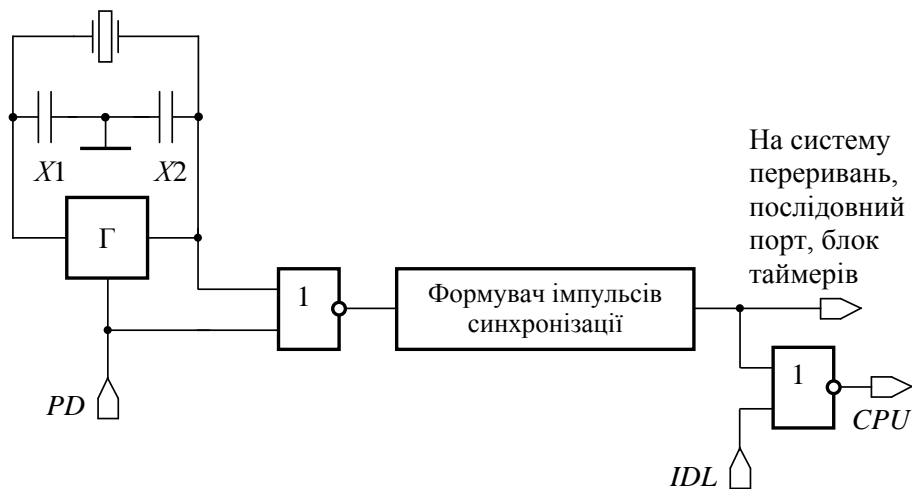 X1
X2
Г
1
Формувач імпульсів
синхронізації
На систему
переривань,
послідовний
порт, блок
таймерів
PD
1
CPU
IDL